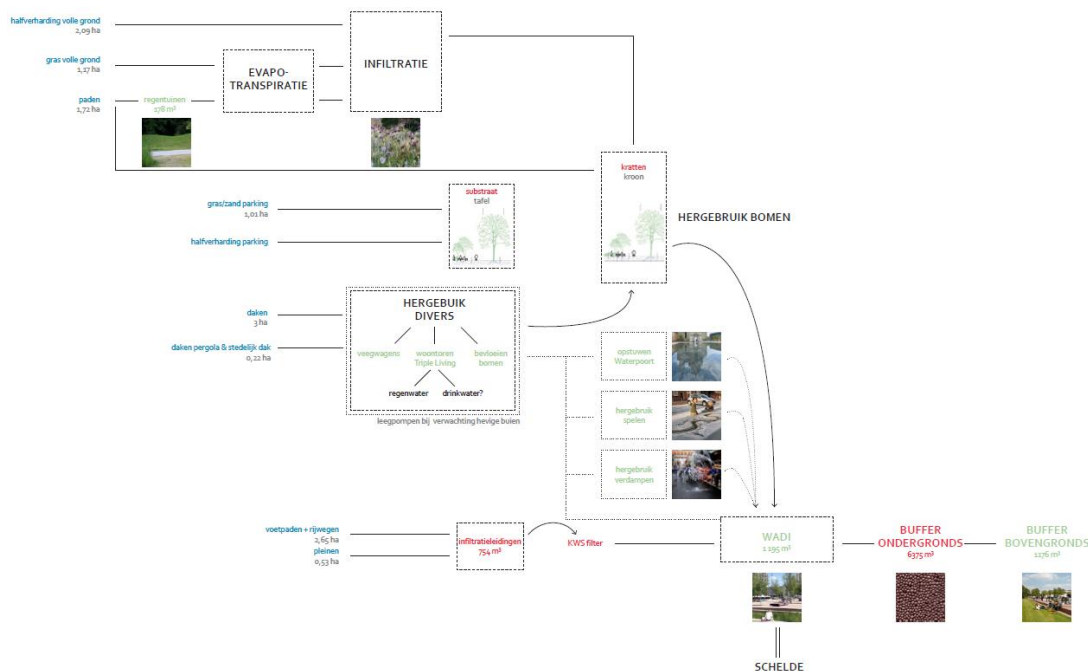 halfverharding volle grond
2,09 ha
gras volle grond
1,17 ha
paden
1,72 ha
regentuinen
178 m²
EVAPO-
TRANSPIRATIE
INFILTRATIE
kratten
kroon
substraat
tafel
gras/zand parking
1,01 ha
halfverharding parking
HERGEBRUIK BOMEN
HERGEBUIK
DIVERS
daken
3 ha
daken pergola & stedelijk dak
0,22 ha
veegwagens
woontoren
Triple Living
bevloeien
bomen
regenwater
drinkwater?
leegpompen bij verwachting hevige buien
opstuwen
Waterpoort
hergebruik
spelen
hergebruik
verdampen
voetpaden + rijwegen
2,65 ha
pleinen
0,53 ha
infiltratieleidingen
754 m²
KWS filter
WADI
1 195 m²
BUFFER
ONDERGRONDS
6375 m³
BUFFER
BOVENGRONDS
1176 m³
SCHELDE